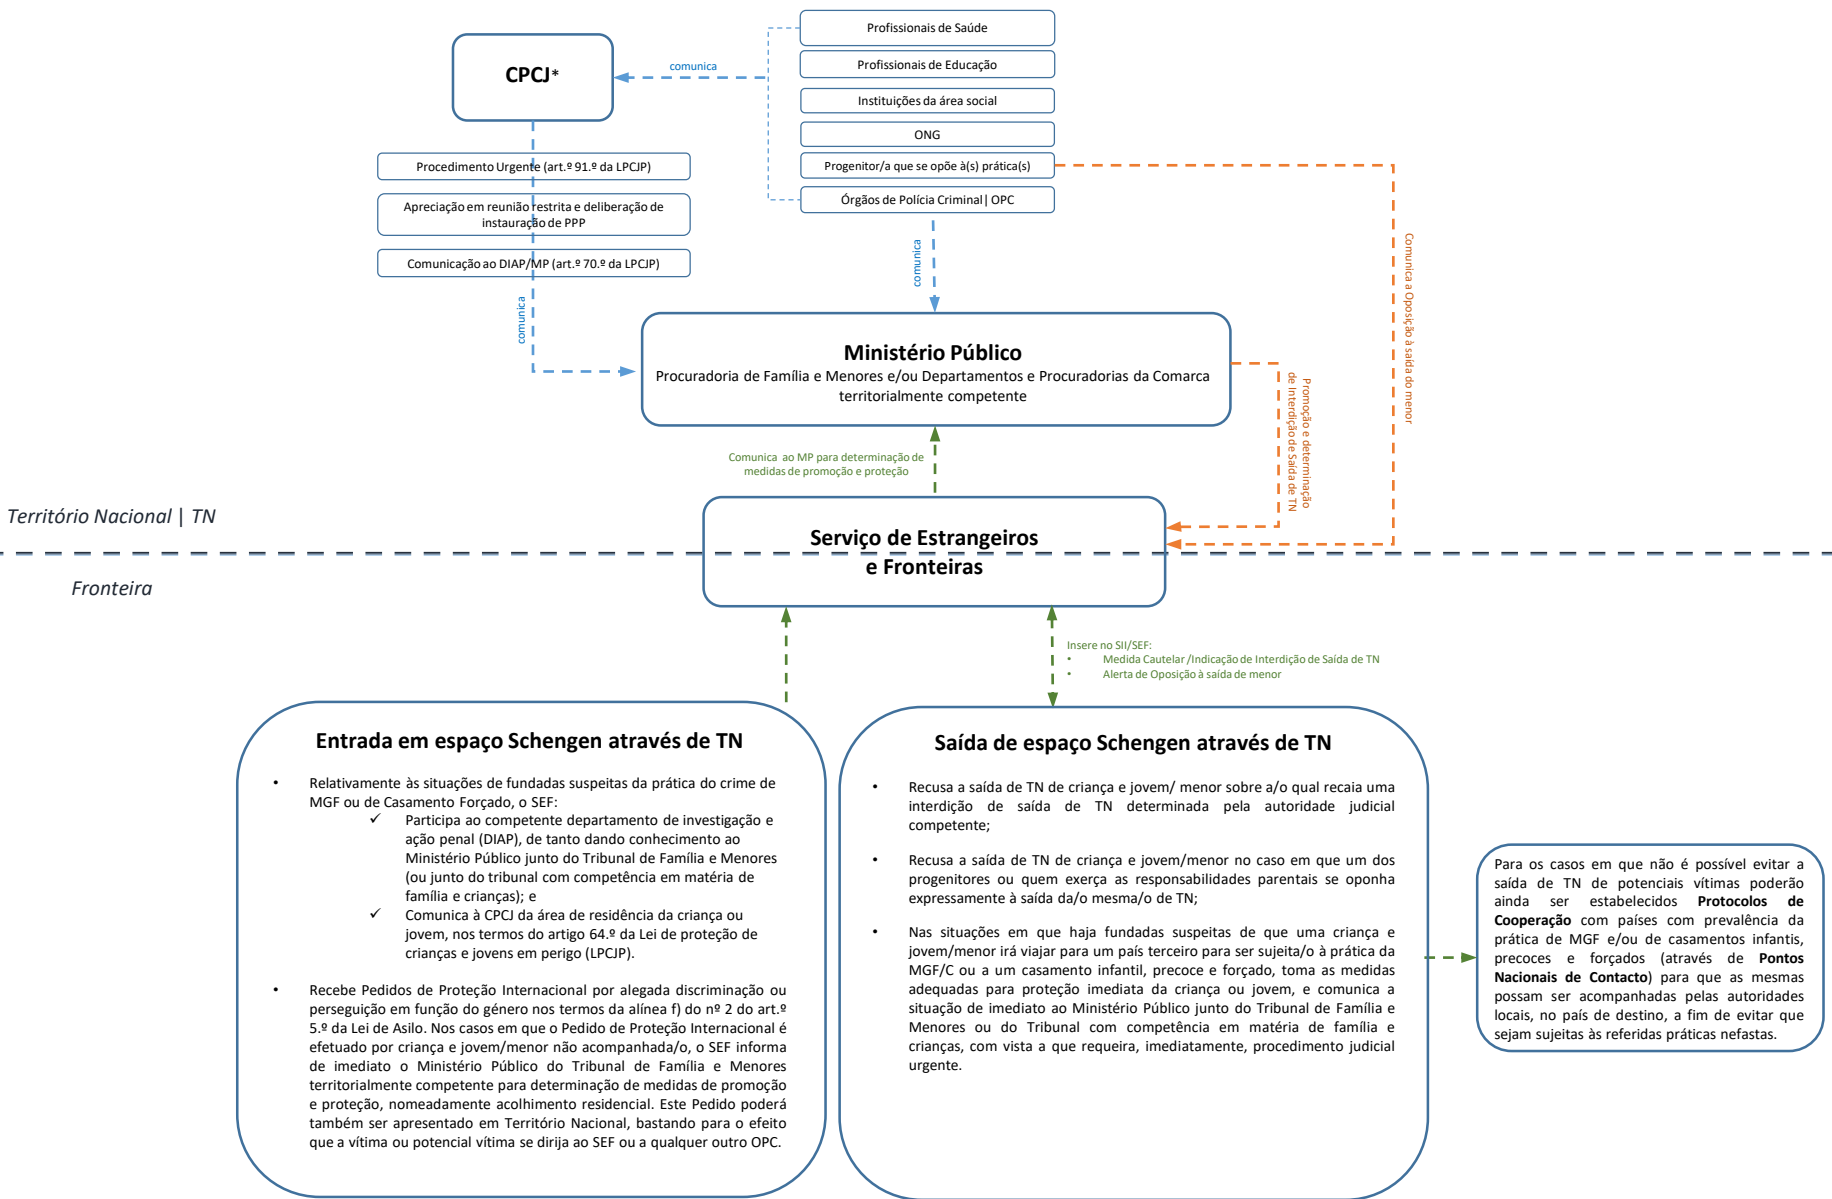 Profissionais de Saúde
CPCJ*
comunica
Profissionais de Educação
Instituições da área social
ONG
Progenitor/a que se opõe à(s) prática(s)
Órgãos de Polícia Criminal| OPC
Procedimento Urgente (art.º 91.º da LPCJP)
Apreciação em reunião restrita e deliberação de
instauração de PPP
Comunicação ao DIAP/MP (art.º 70.º da LPCJP)
comunica
comunica
Comunica a Oposição à saída do menor
Ministério Público
Procuradoria de Família e Menores e/ou Departamentos e Procuradorias da Comarca
territorialmente competente
Promoção e determinação
de Interdição de Saída de TN
Comunica ao MP para determinação de
medidas de promoção e proteção
Território Nacional | TN
Serviço de Estrangeiros
e Fronteiras
Fronteira
Insere no SII/SEF:
• Medida Cautelar /Indicação de Interdição de Saída de TN
• Alerta de Oposição à saída de menor
Entrada em espaço Schengen através de TN
• Relativamente às situações de fundadas suspeitas da prática do crime de
MGF ou de Casamento Forçado, o SEF:
✓ Participa ao competente departamento de investigação e
ação penal (DIAP), de tanto dando conhecimento ao
Ministério Público junto do Tribunal de Família e Menores
(ou junto do tribunal com competência em matéria de
família e crianças); e
✓ Comunica à CPCJ da área de residência da criança ou
jovem, nos termos do artigo 64.º da Lei de proteção de
crianças e jovens em perigo (LPCJP).
• Recebe Pedidos de Proteção Internacional por alegada discriminação ou
perseguição em função do género nos termos da alínea f) do nº 2 do art.º
5.º da Lei de Asilo. Nos casos em que o Pedido de Proteção Internacional é
efetuado por criança e jovem/menor não acompanhada/o, o SEF informa
de imediato o Ministério Público do Tribunal de Família e Menores
territorialmente competente para determinação de medidas de promoção
e proteção, nomeadamente acolhimento residencial. Este Pedido poderá
também ser apresentado em Território Nacional, bastando para o efeito
que a vítima ou potencial vítima se dirija ao SEF ou a qualquer outro OPC.
Saída de espaço Schengen através de TN
• Recusa a saída de TN de criança e jovem/ menor sobre a/o qual recaia uma
interdição de saída de TN determinada pela autoridade judicial
competente;
• Recusa a saída de TN de criança e jovem/menor no caso em que um dos
progenitores ou quem exerça as responsabilidades parentais se oponha
expressamente à saída da/o mesma/o de TN;
• Nas situações em que haja fundadas suspeitas de que uma criança e
jovem/menor irá viajar para um país terceiro para ser sujeita/o à prática da
MGF/C ou a um casamento infantil, precoce e forçado, toma as medidas
adequadas para proteção imediata da criança ou jovem, e comunica a
situação de imediato ao Ministério Público junto do Tribunal de Família e
Menores ou do Tribunal com competência em matéria de família e
crianças, com vista a que requeira, imediatamente, procedimento judicial
urgente.
Para os casos em que não é possível evitar a
saída de TN de potenciais vítimas poderão
ainda ser estabelecidos Protocolos de
Cooperação com países com prevalência da
prática de MGF e/ou de casamentos infantis,
precoces e forçados (através de Pontos
Nacionais de Contacto) para que as mesmas
possam ser acompanhadas pelas autoridades
locais, no país de destino, a fim de evitar que
sejam sujeitas às referidas práticas nefastas.